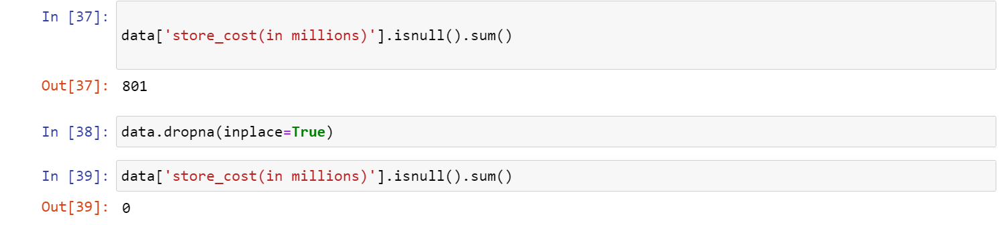 In [37]:
data['store_cost(in millions)'].isnull().sum()
Out[37]: 801
In [38]: data.dropna(inplace=True)
In [39]: data['store_cost(in millions)'].isnull().sum()
Out[39]: 0